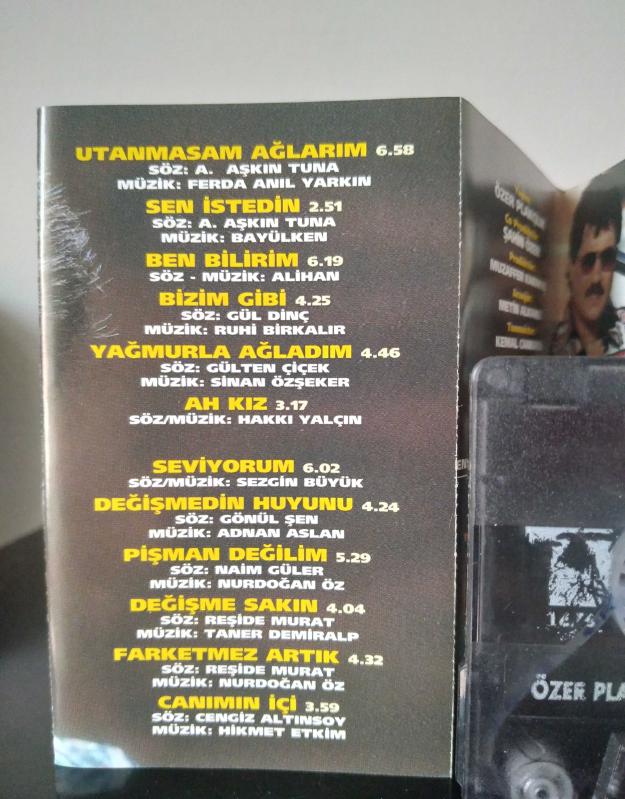 UTANMASAM AĞLARIM 6.58
SÖZ: A. AŞKIN TUNA
MÜZİK: FERDA ANIL YARKIN
SEN İSTEDİN 2.51
SÖZ: A. AŞKIN TUNA
MÜZİK: BAYÜLKEN
BEN BİLİRİM 6.19
SÖZ - MÜZİK: ALİHAN
BİZİM GİBİ 4.25
SÖZ: GÜL DİNÇ
MÜZİK: RUHİ BİRKALIR
YAĞMURLA AĞLADIM 4.46
SÖZ: GÜLTEN ÇİÇEK
MÜZİK: SİNAN ÖZŞEKER
AH KIZ 3.17
SÖZ/MÜZİK: HAKKI YALÇIN
SEVİYORUM 6.02
SÖZ/MÜZİK: SEZGİN BÜYÜK
DEĞİŞMEDİN HUYUNU 4.24
SÖZ: GÖNÜL ŞEN
MÜZİK: ADNAN ASLAN
PİŞMAN DEĞİLİM 5.29
SÖZ: NAİM GÜLER
MÜZİK: NURDOĞAN ÖZ
DEĞİŞME SAKIN 4.04
SÖZ: REŞİDE MURAT
MÜZİK: TANER DEMİRALP
FARKETMEZ ARTIK 4.32
SÖZ: REŞİDE MURAT
MÜZİK: NURDOĞAN ÖZ
CANIMIN İÇİ 3.59
SÖZ: CENGİZ ALTINSOY
MÜZİK: HİKMET ETKİM
ÖZER
MUZAFFER
METİN
KEMAL
ÖZER PLA